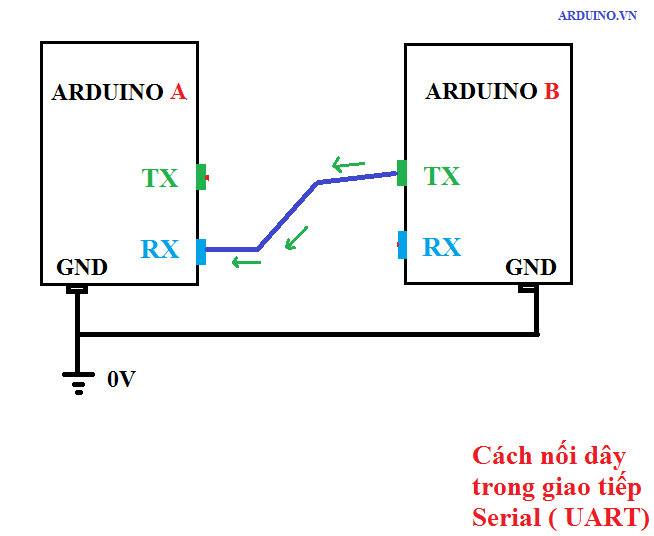 ARDUINO.VN
ARDUINO A
ARDUINO B
TX
TX
RX
RX
GND
GND
0V
Cách nối dây
trong giao tiếp
Serial ( UART)